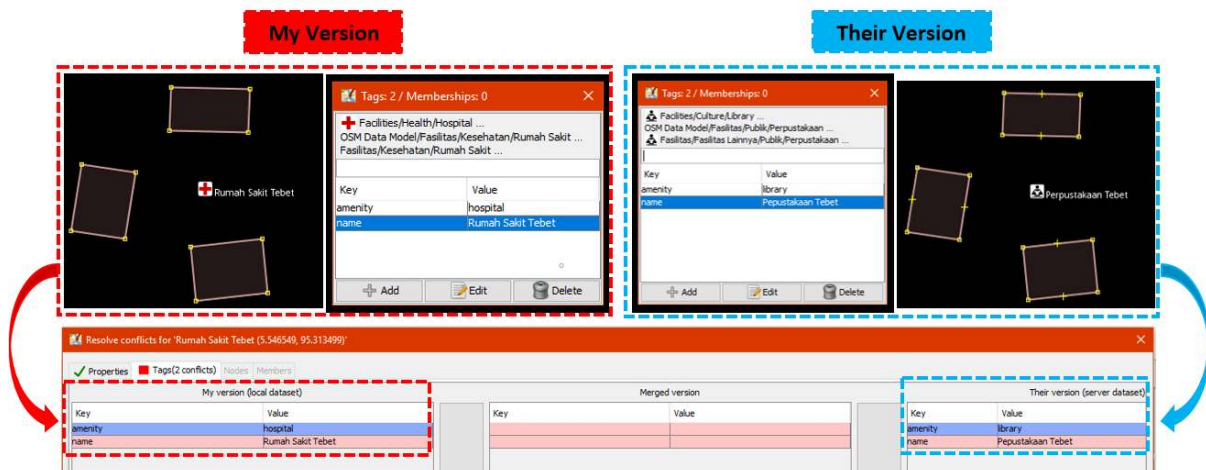 My Version
Their Version
Rumah Sakit Tebet
Tags: 2 / Memberships: 0
Facilities/Health/Hospital ...
OSM Data Model/Fasilitas/Kesehatan/Rumah Sakit ...
Fasilitas/Kesehatan/Rumah Sakit ...
Key Value
amenity hospital
name Rumah Sakit Tebet
Add Edit Delete
Tags: 2 / Memberships: 0
Facilities/Culture/Library ...
OSM Data Model/Fasilitas/Publik/Perpustakaan ...
Fasilitas/Fasilitas Lainnya/Publik/Perpustakaan ...
Key Value
amenity library
name Pepustakaan Tebet
Add Edit Delete
Perpustakaan Tebet
Resolve conflicts for 'Rumah Sakit Tebet (5.546549, 95.313499)'
Properties Tags(2 conflicts) Nodes Members
My version (local dataset) Merged version Their version (server dataset)
Key Value Key Value Key Value
amenity hospital amenity library
name Rumah Sakit Tebet name Pepustakaan Tebet